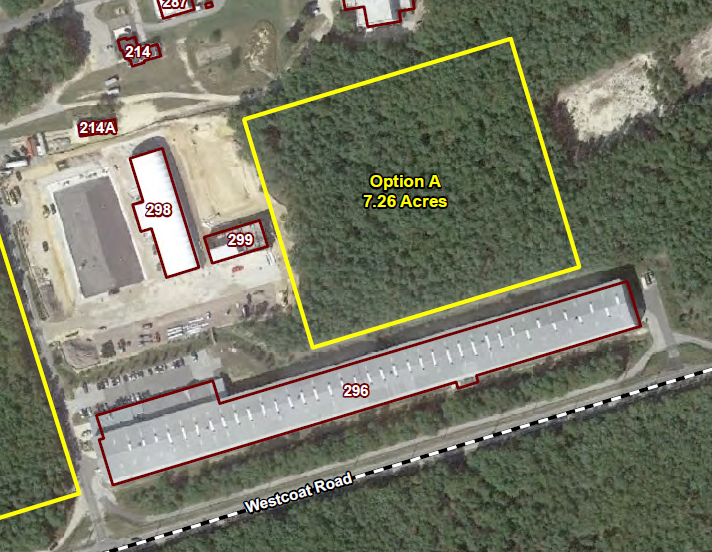 287
214
214A
Option A
7.26 Acres
298
299
296
Westcoat Road